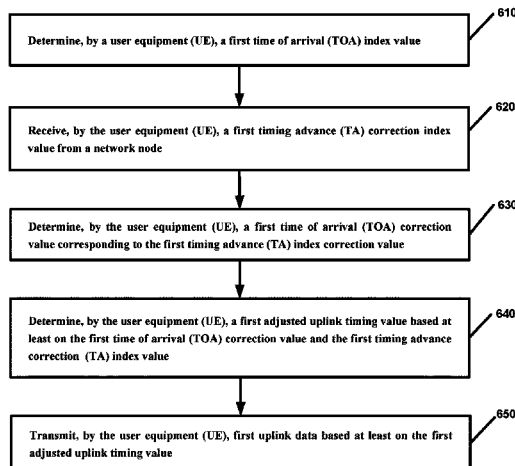 610
Determine, by a user equipment (UE), a first time of arrival (TOA) index value
620
Receive, by the user equipment (UE), a first timing advance (TA) correction index
value from a network node
630
Determine, by the user equipment (UE), a first time of arrival (TOA) correction
value corresponding to the first timing advance (TA) index correction value
640
Determine, by the user equipment (UE), a first adjusted uplink timing value based at
least on the first time of arrival (TOA) correction value and the first timing advance
correction (TA) index value
650
Transmit, by the user equipment (UE), first uplink data based at least on the first
adjusted uplink timing value